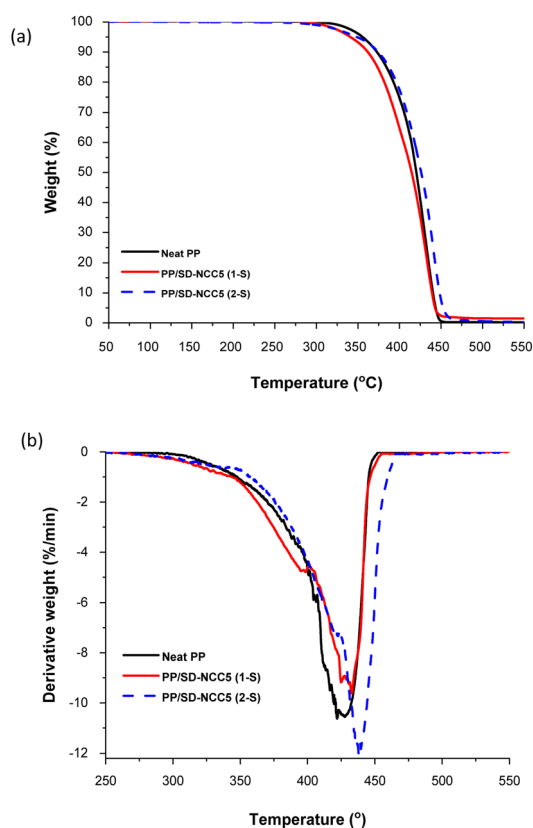 (a)
100
90
80
70
60
50
40
30
20
10
0
Weight (%)
Neat PP
PP/SD-NCC5 (1-S)
PP/SD-NCC5 (2-S)
50 100 150 200 250 300 350 400 450 500 550
Temperature (°C)
(b)
0
-2
-4
-6
-8
-10
-12
Derivative weight (%/min)
Neat PP
PP/SD-NCC5 (1-S)
PP/SD-NCC5 (2-S)
250 300 350 400 450 500 550
Temperature (°)